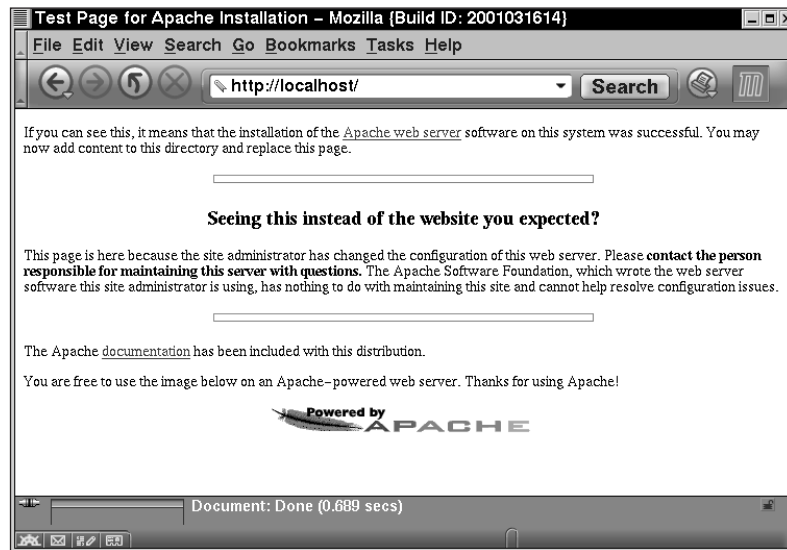 Test Page for Apache Installation – Mozilla {Build ID: 2001031614}
File Edit View Search Go Bookmarks Tasks Help
http://localhost/ Search
If you can see this, it means that the installation of the Apache web server software on this system was successful. You may
now add content to this directory and replace this page.
Seeing this instead of the website you expected?
This page is here because the site administrator has changed the configuration of this web server. Please contact the person
responsible for maintaining this server with questions. The Apache Software Foundation, which wrote the web server
software this site administrator is using, has nothing to do with maintaining this site and cannot help resolve configuration issues.
The Apache documentation has been included with this distribution.
You are free to use the image below on an Apache–powered web server. Thanks for using Apache!
Powered by
APACHE
Document: Done (0.689 secs)